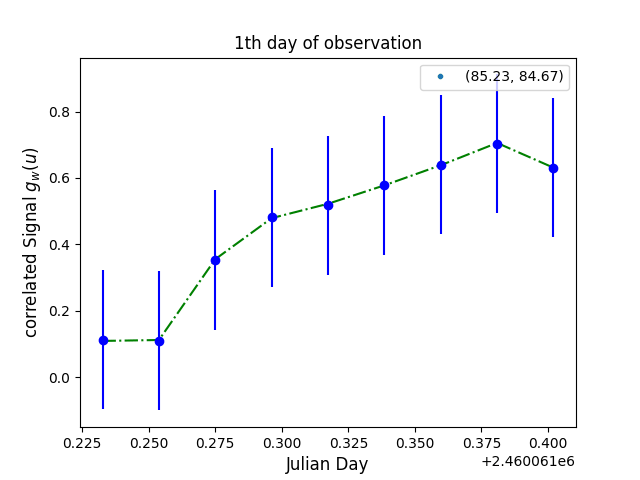 1th day of observation
(85.23, 84.67)
correlated Signal g_w(u)
0.8
0.6
0.4
0.2
0.0
0.225 0.250 0.275 0.300 0.325 0.350 0.375 0.400
+2.460061e6
Julian Day